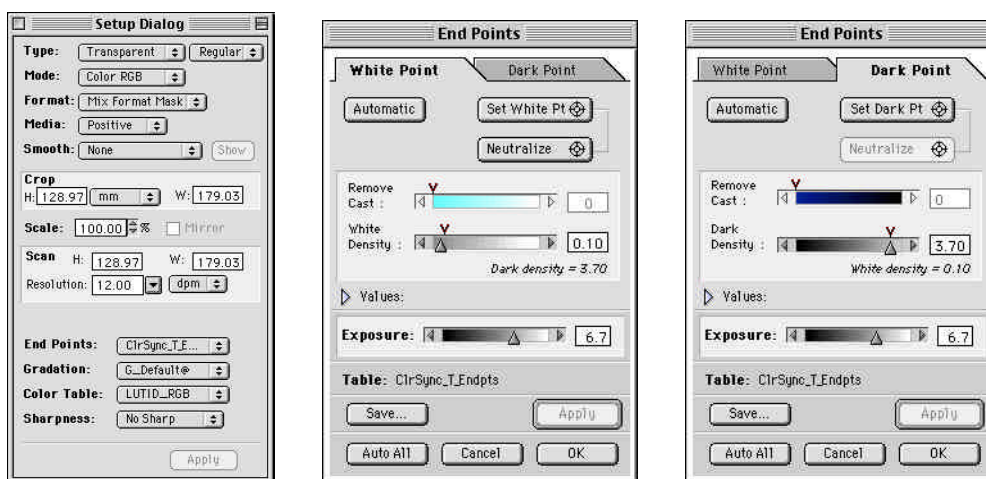 Setup Dialog
Type: Transparent Regular
Mode: Color RGB
Format: Mix Format Mask
Media: Positive
Smooth: None Show
Crop
H: 128.97 mm W: 179.03
Scale: 100.00 % Mirror
Scan H: 128.97 W: 179.03
Resolution: 12.00 dpm
End Points: ClrSync_T_E...
Gradation: G_Default@
Color Table: LUTID_RGB
Sharpness: No Sharp
Apply
End Points
White Point Dark Point
Automatic Set White Pt
Neutralize
Remove
Cast : 0
White
Density : 0.10
Dark density = 3.70
Values:
Exposure: 6.7
Table: ClrSync_T_Endpts
Save... Apply
Auto All Cancel OK
End Points
White Point Dark Point
Automatic Set Dark Pt
Neutralize
Remove
Cast : 0
Dark
Density : 3.70
White density = 0.10
Values:
Exposure: 6.7
Table: ClrSync_T_Endpts
Save... Apply
Auto All Cancel OK